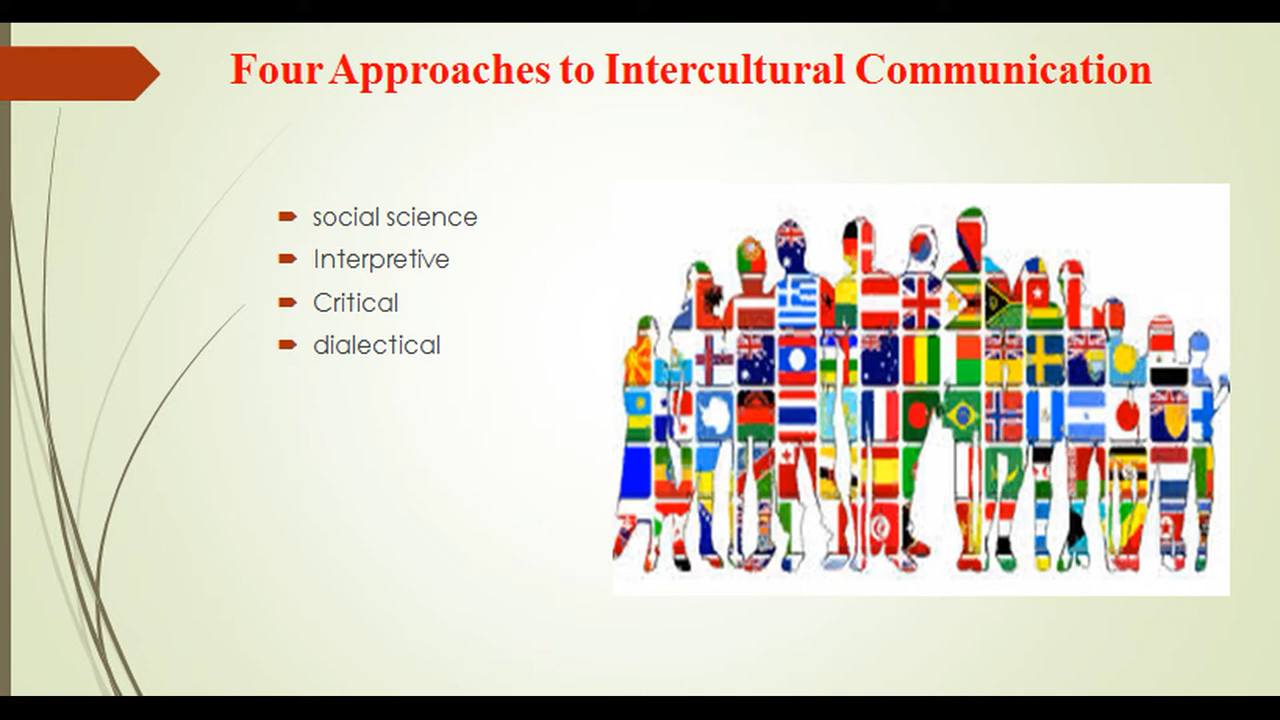 Four Approaches to Intercultural Communication
social science
Interpretive
Critical
dialectical